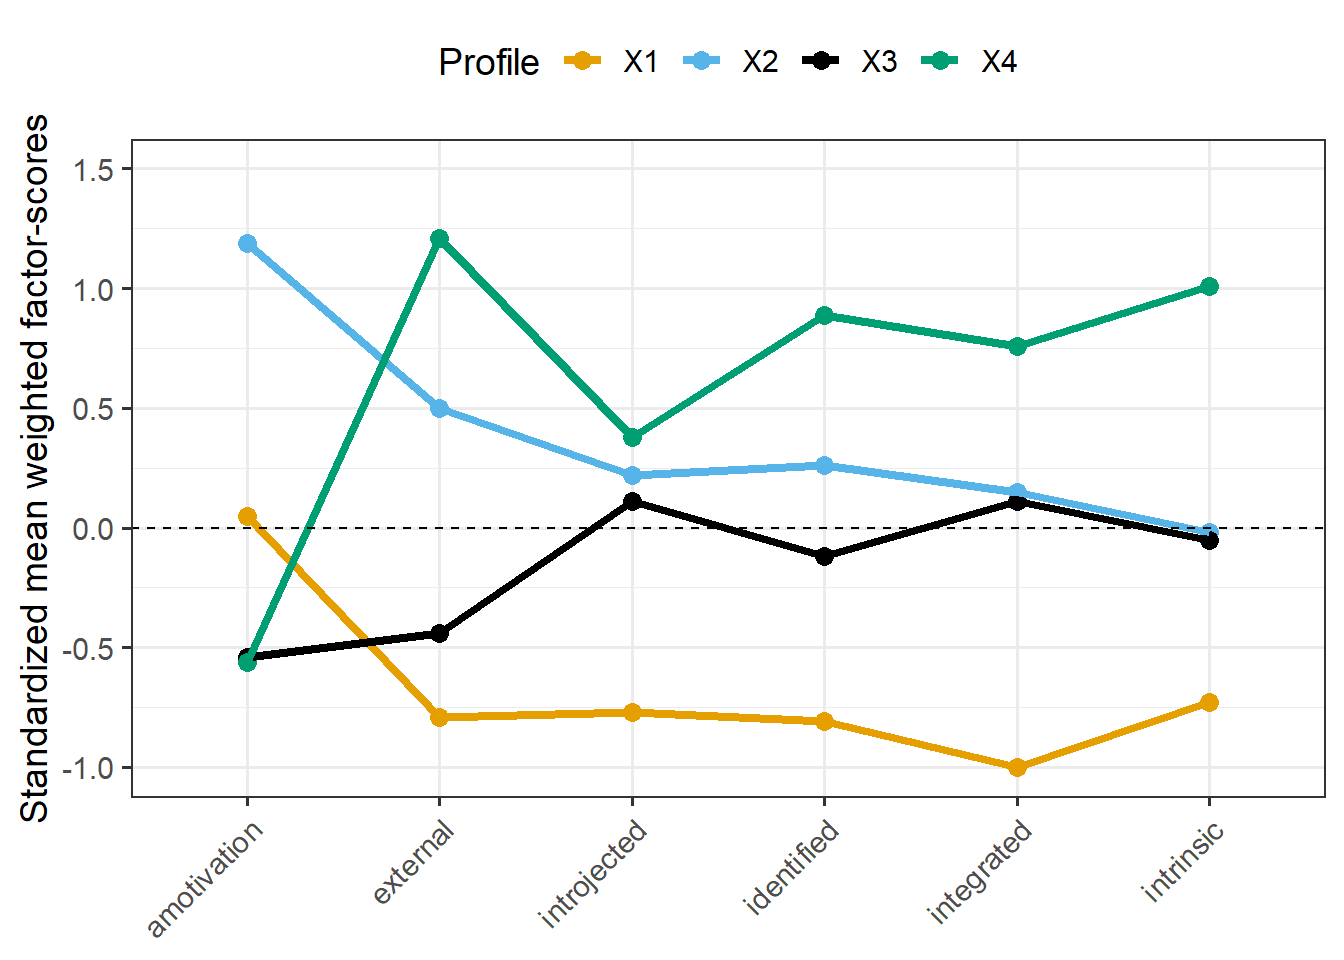 Profile X1 X2 X3 X4
Standardized mean weighted factor-scores
1.5
1.0
0.5
0.0
-0.5
-1.0
amotivation
external
introjected
identified
integrated
intrinsic